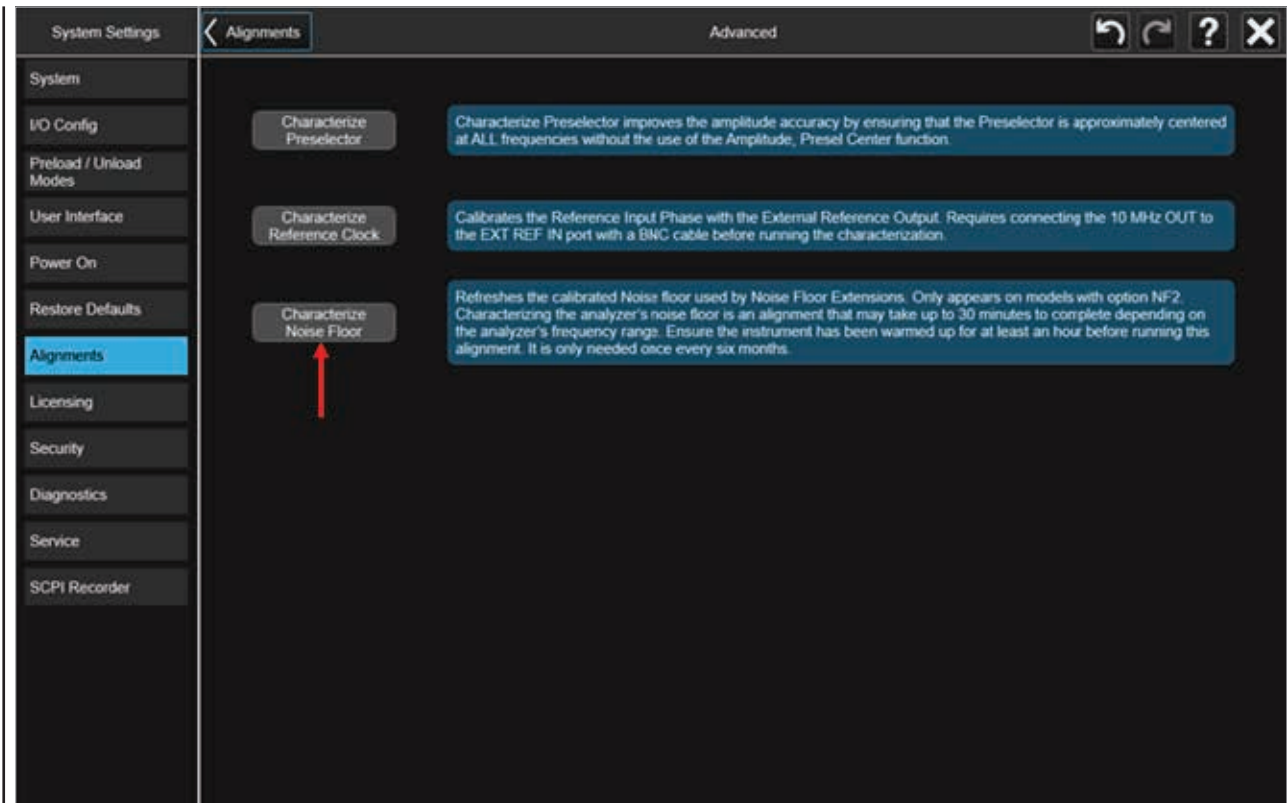 System Settings
Alignments
Advanced
?
System
I/O Config
Preload / Unload
Modes
User Interface
Power On
Restore Defaults
Alignments
Licensing
Security
Diagnostics
Service
SCPI Recorder
Characterize
Preselector
Characterize Preselector improves the amplitude accuracy by ensuring that the Preselector is approximately centered
at ALL frequencies without the use of the Amplitude, Presel Center function.
Characterize
Reference Clock
Calibrates the Reference Input Phase with the External Reference Output. Requires connecting the 10 MHz OUT to
the EXT REF IN port with a BNC cable before running the characterization.
Characterize
Noise Floor
Refreshes the calibrated Noise floor used by Noise Floor Extensions. Only appears on models with option NF2.
Characterizing the analyzer's noise floor is an alignment that may take up to 30 minutes to complete depending on
the analyzer's frequency range. Ensure the instrument has been warmed up for at least an hour before running this
alignment. It is only needed once every six months.